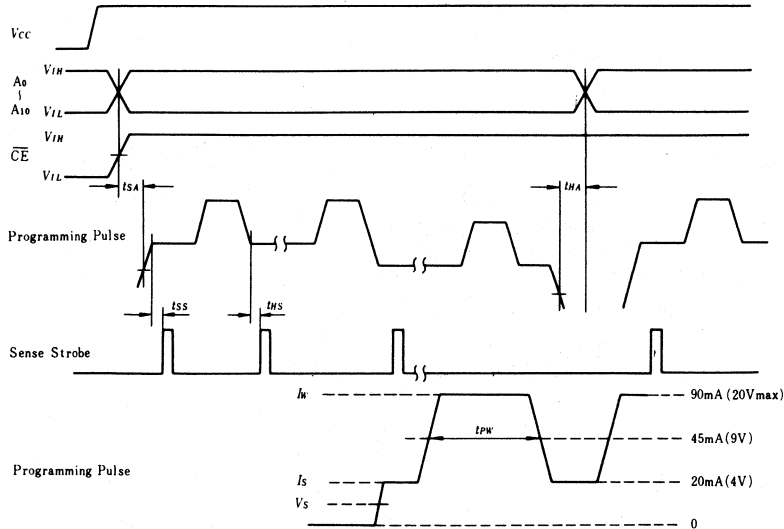 VCC
VIH
A0
∫
A10 VIL
VIH
CE
VIL
tSA
tHA
Programming Pulse
tSS
tHS
Sense Strobe
IW
90mA (20Vmax)
tPW
45mA (9V)
Programming Pulse
IS
20mA (4V)
VS
0